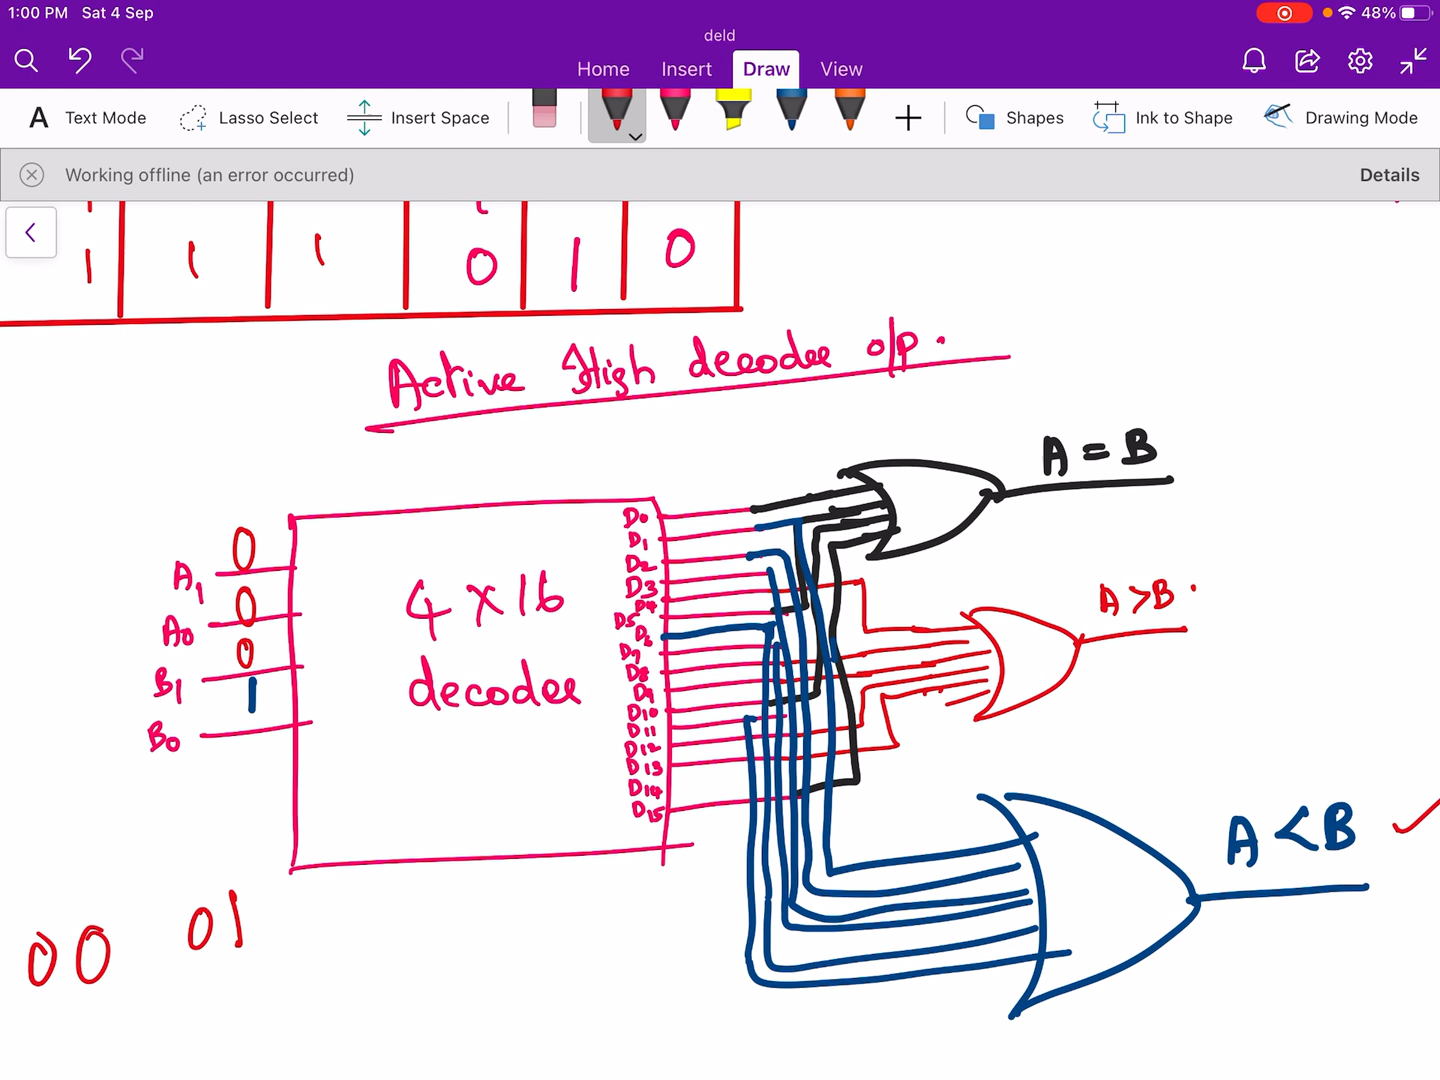 1:00 PM Sat 4 Sep
48%
deld
Home Insert Draw View
A Text Mode Lasso Select Insert Space Shapes Ink to Shape Drawing Mode
Working offline (an error occurred) Details
1 1 1 0 1 0
Active High decoder o/p.
A = B
A > B .
A < B
4 X 16
decoder
A1 0
A0 0
B1 0
B0 1
D0
D1
D2
D3
D4
D5
D6
D7
D8
D9
D10
D11
D12
D13
D14
D15
00 01